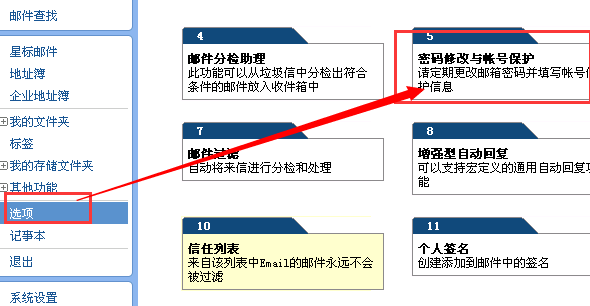 邮件查找
星标邮件
地址簿
企业地址簿
我的文件夹
标签
我的存储文件夹
其他功能
选项
记事本
退出
系统设置
4
邮件分检助理
此功能可以从垃圾信中分检出符合
条件的邮件放入收件箱中
5
密码修改与帐号保护
请定期更改邮箱密码并填写帐号
护信息
7
邮件过滤
自动将来信进行分检和处理
8
增强型自动回复
可以支持宏定义的通用自动回复功
能
10
信任列表
来自该列表中Email的邮件永远不会
被过滤
11
个人签名
创建添加到邮件中的签名